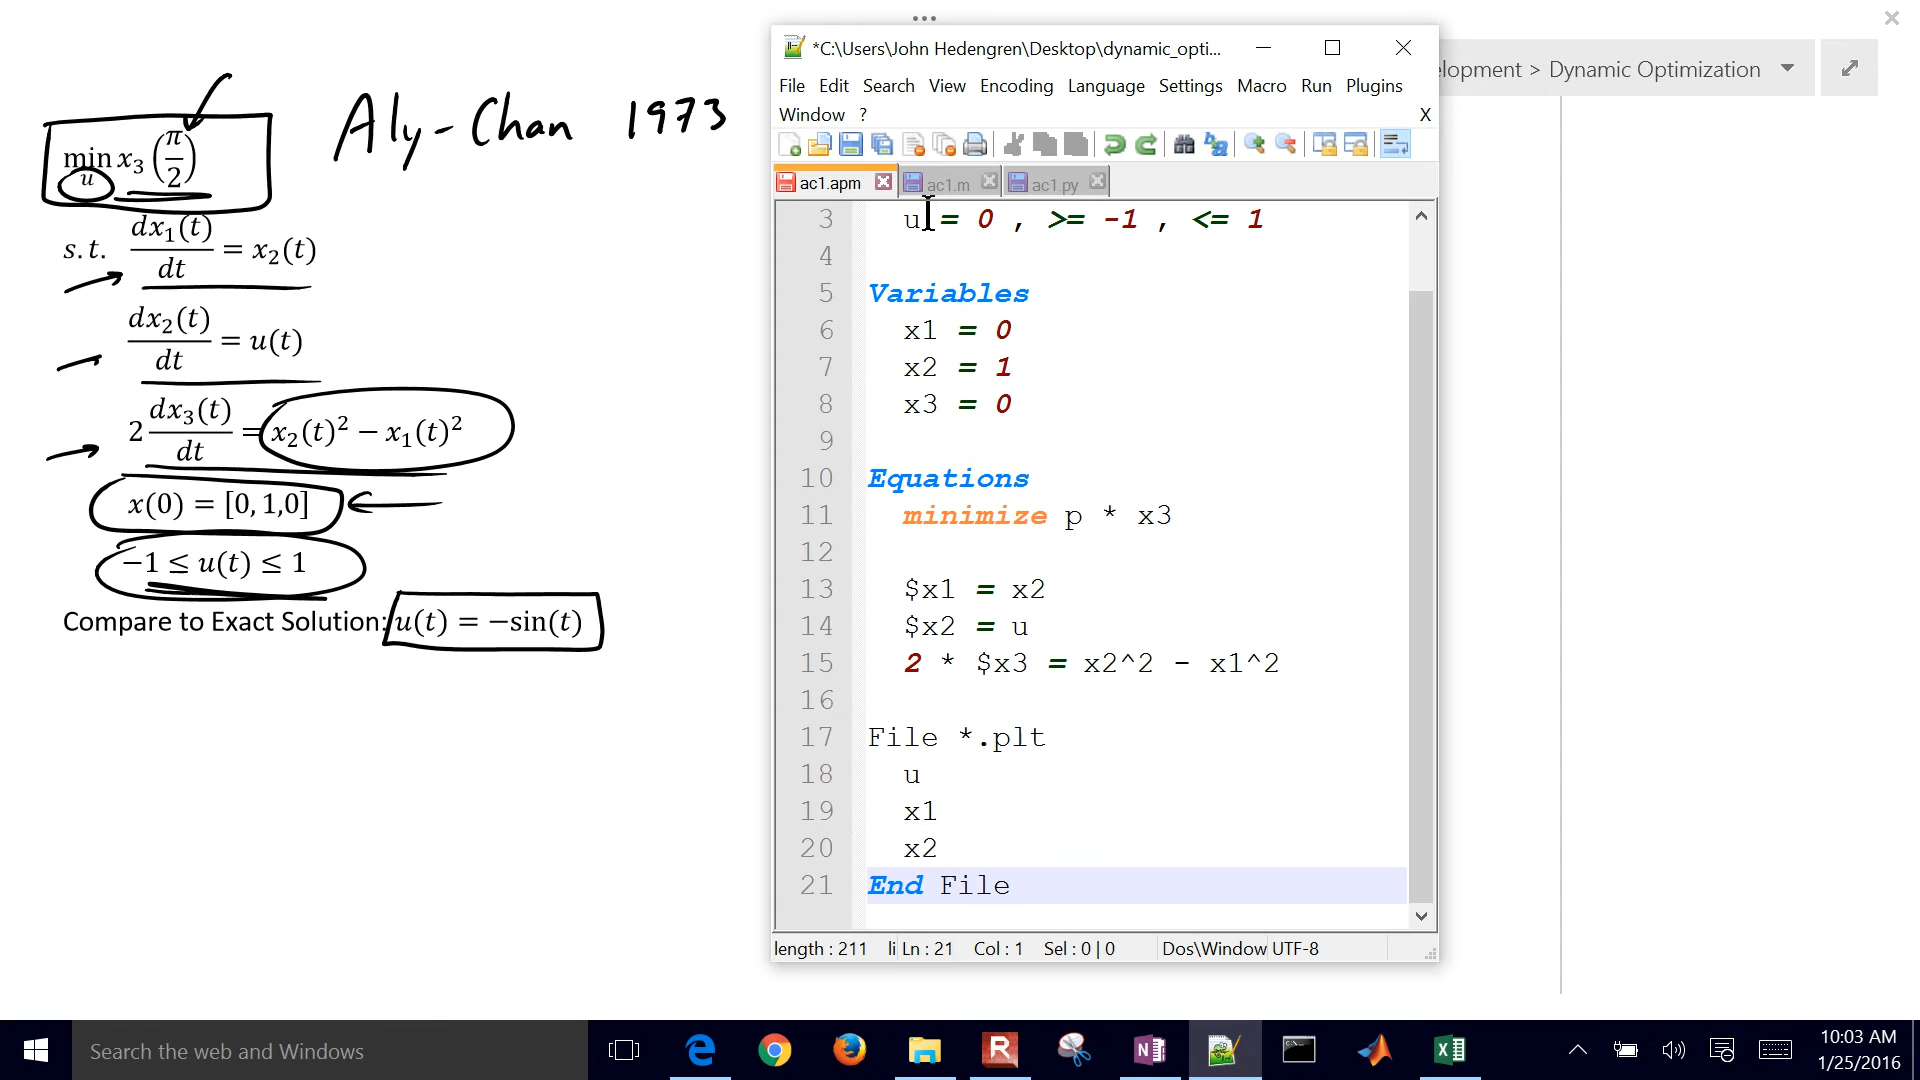 Aly-Chan 1973
min x₃(π/2)
u
s.t. dx₁(t)/dt = x₂(t)
dx₂(t)/dt = u(t)
2 dx₃(t)/dt = x₂(t)² − x₁(t)²
x(0) = [0, 1,0]
−1 ≤ u(t) ≤ 1
Compare to Exact Solution: u(t) = −sin(t)
*C:\Users\John Hedengren\Desktop\dynamic_opti...
File Edit Search View Encoding Language Settings Macro Run Plugins
Window ? X
ac1.apm ac1.m ac1.py
3 u = 0 , >= -1 , <= 1
4
5 Variables
6 x1 = 0
7 x2 = 1
8 x3 = 0
9
10 Equations
11 minimize p * x3
12
13 $x1 = x2
14 $x2 = u
15 2 * $x3 = x2^2 - x1^2
16
17 File *.plt
18 u
19 x1
20 x2
21 End File
length : 211 li Ln : 21 Col : 1 Sel : 0 | 0 Dos\Window UTF-8
lopment > Dynamic Optimization
Search the web and Windows
10:03 AM
1/25/2016